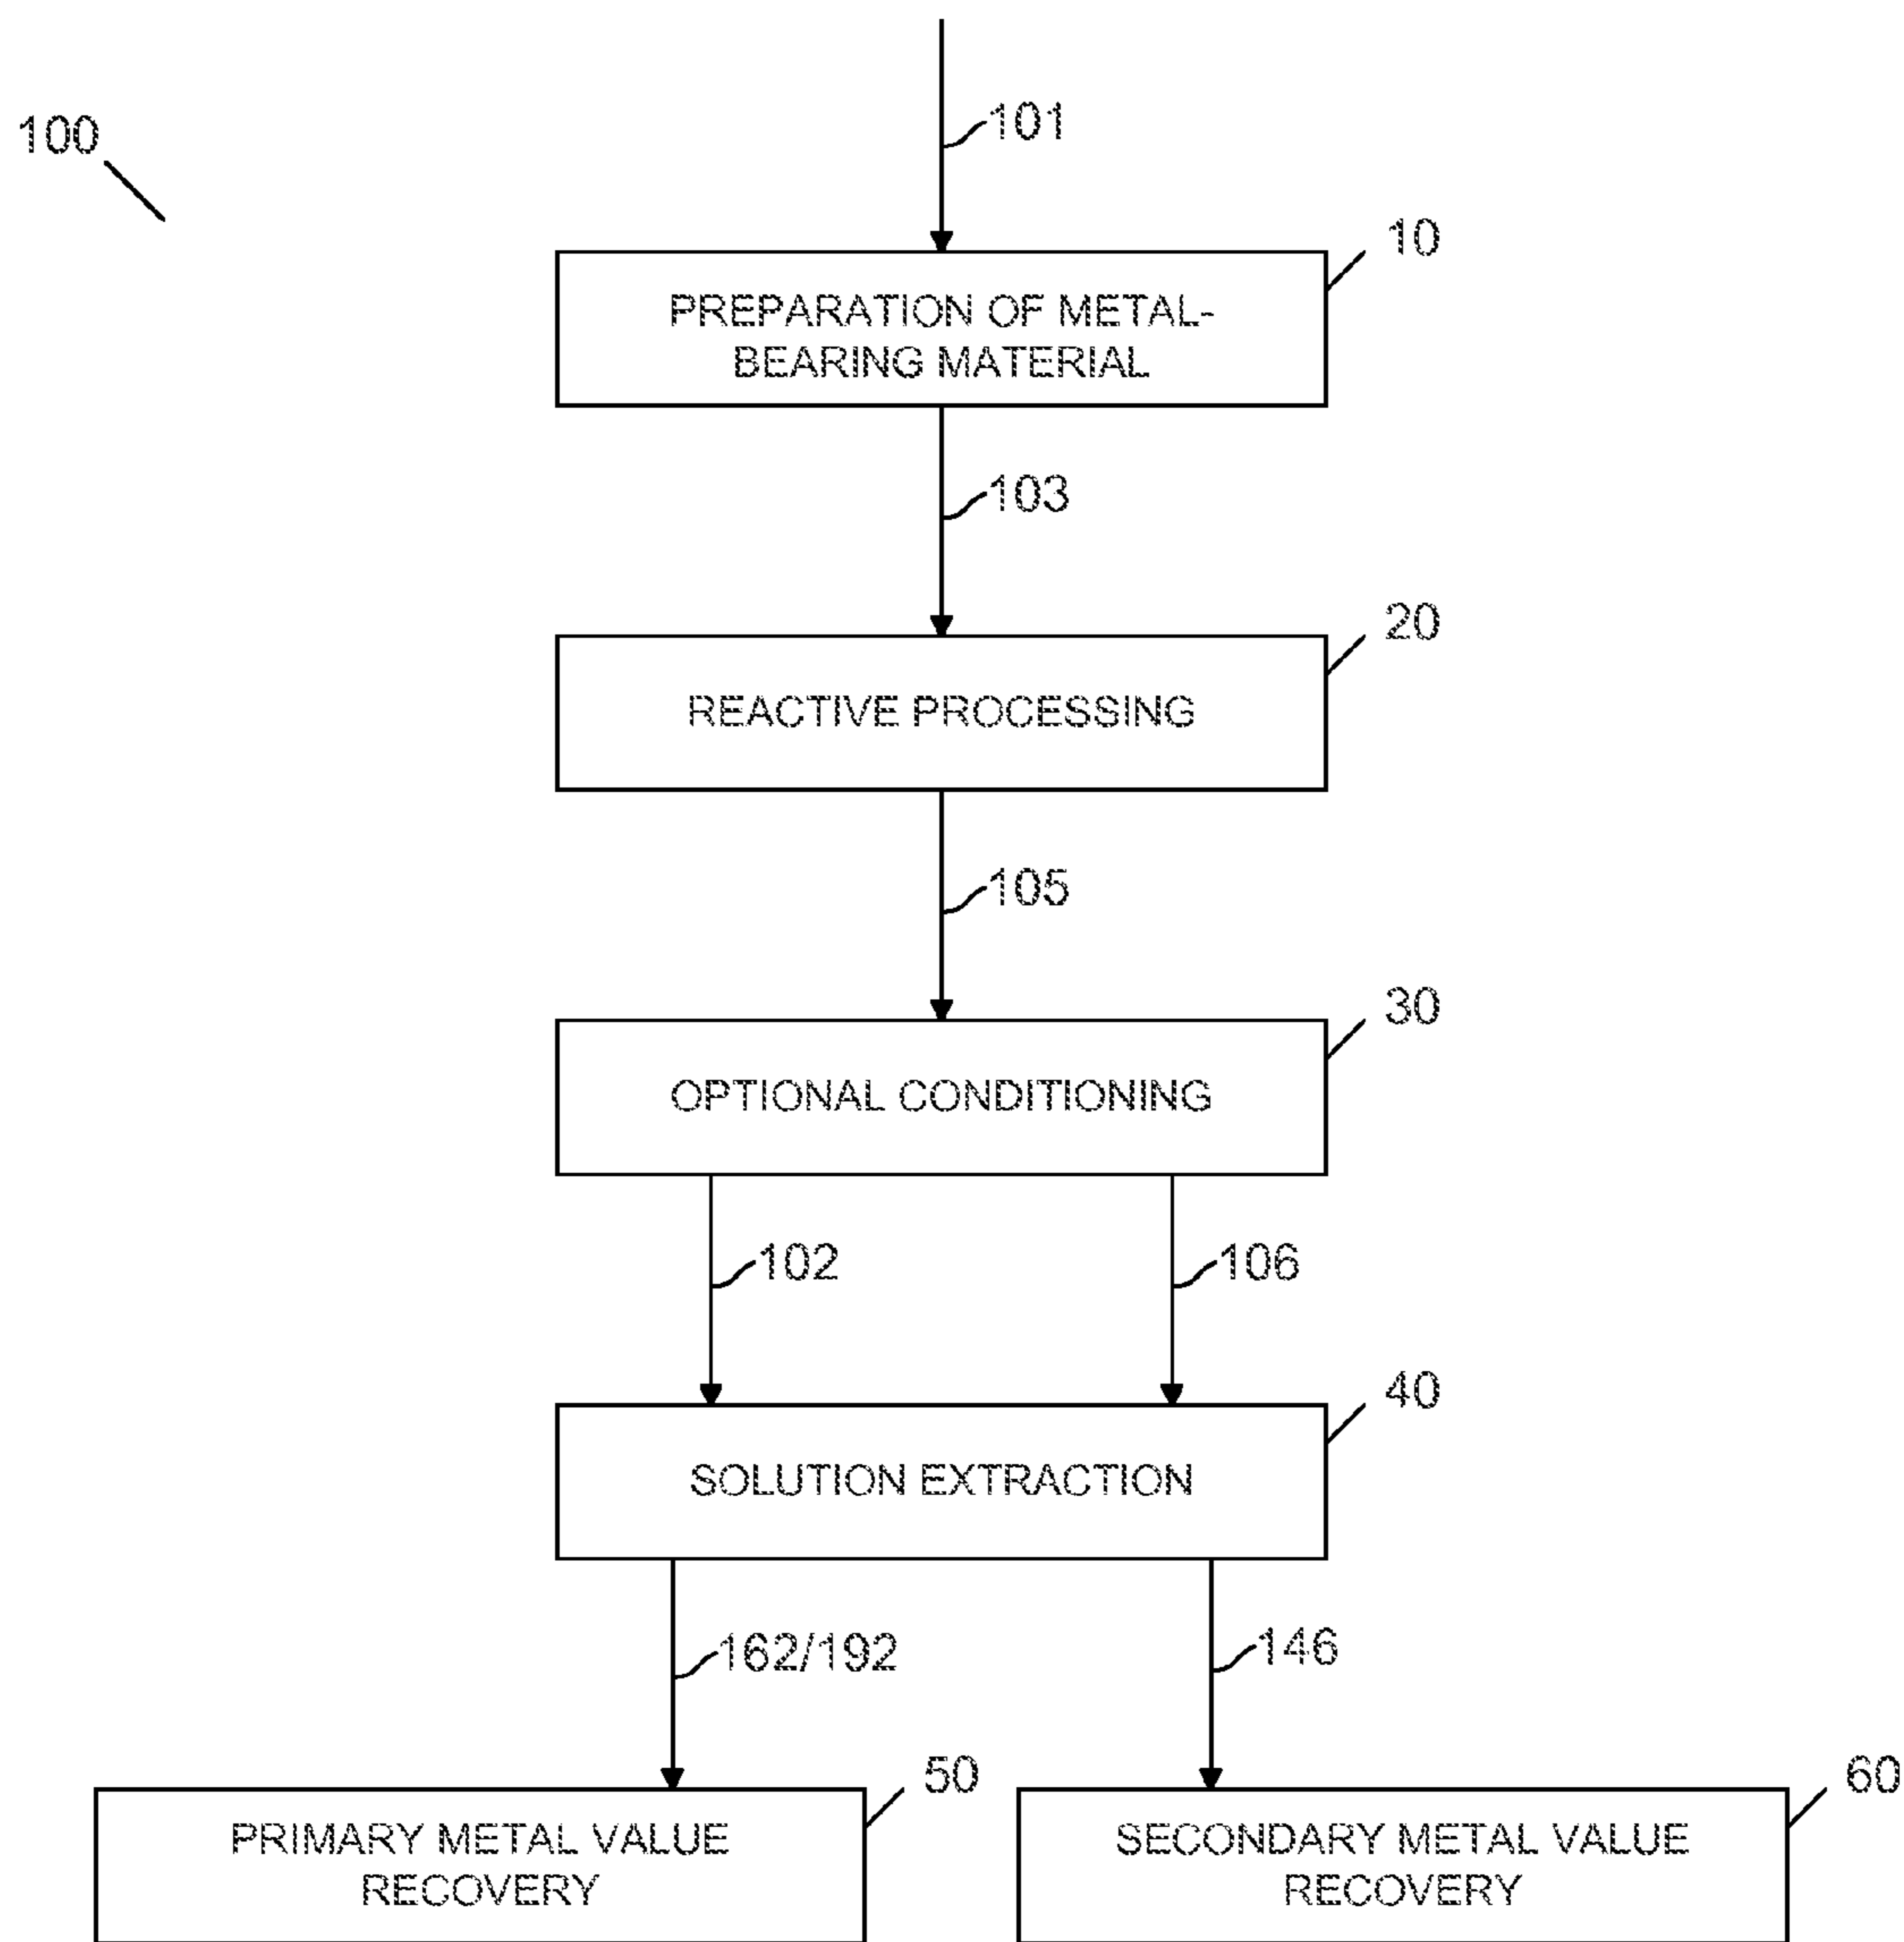 101
100
10
PREPARATION OF METAL-
BEARING MATERIAL
103
20
REACTIVE PROCESSING
105
30
OPTIONAL CONDITIONING
102
106
40
SOLUTION EXTRACTION
162/192
146
50
60
PRIMARY METAL VALUE
RECOVERY
SECONDARY METAL VALUE
RECOVERY